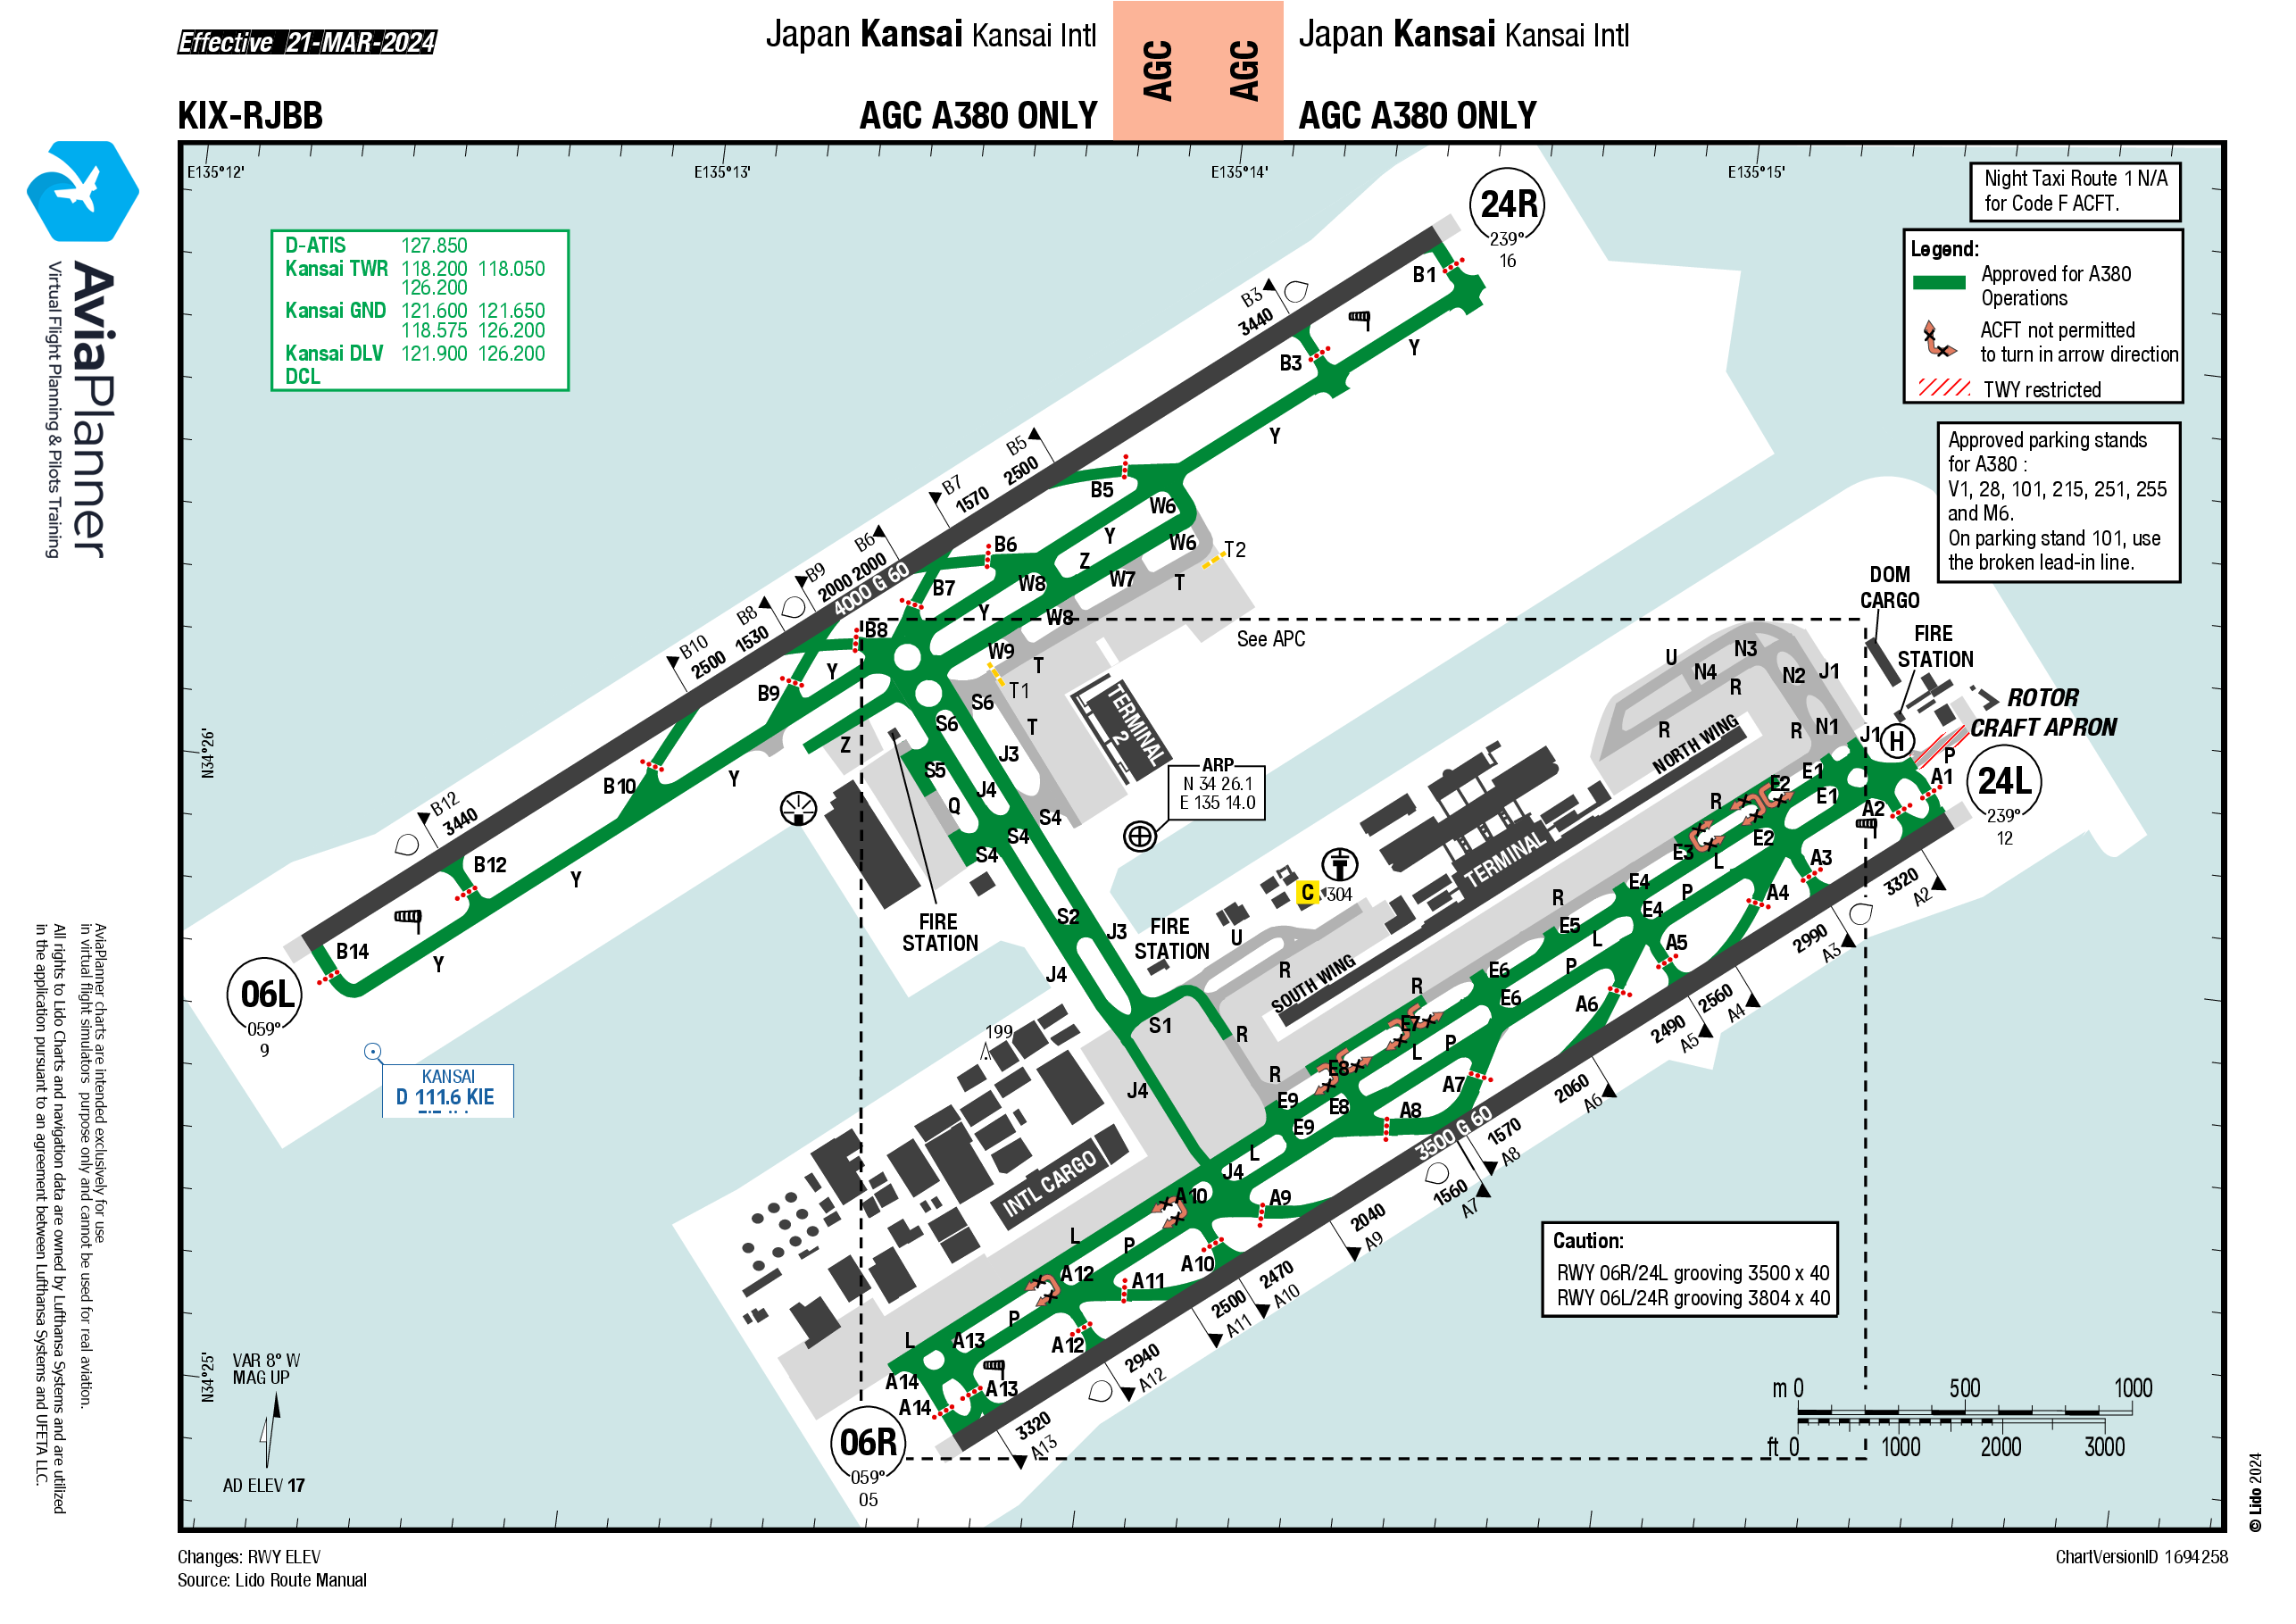 Effective 21-MAR-2024
Japan Kansai Kansai Intl
AGC
AGC
Japan Kansai Kansai Intl
KIX-RJBB
AGC A380 ONLY
AGC A380 ONLY
AviaPlanner
Virtual Flight Planning & Pilots Training
E135°12'
E135°13'
E135°14'
E135°15'
D-ATIS 127.850
Kansai TWR 118.200 118.050
126.200
Kansai GND 121.600 121.650
118.575 126.200
Kansai DLV 121.900 126.200
DCL
24R
239°
16
Night Taxi Route 1 N/A
for Code F ACFT.
Legend:
Approved for A380
Operations
ACFT not permitted
to turn in arrow direction
TWY restricted
Approved parking stands
for A380 :
V1, 28, 101, 215, 251, 255
and M6.
On parking stand 101, use
the broken lead-in line.
B1
B3
3440
B3
Y
Y
B5
2500
B7
1570
B5
W6
B6
2000
B9
2000
4000 G 60
B6
Y
W6
T2
Z
W7
T
B8
1530
B7
W8
Y
W8
B10
2500
B8
See APC
W9
T
T1
Y
B9
S6
S6
T
TERMINAL
2
Z
J3
S5
J4
Q
S4
S4
S4
N34°26'
B10
Y
B12
3440
B12
Y
B14
Y
06L
059°
9
ARP
N 34 26.1
E 135 14.0
DOM
CARGO
FIRE
STATION
ROTOR
CRAFT APRON
U
N3
N4
R
N2
J1
R
R
N1
J1
H
P
NORTH WING
A1
24L
239°
12
E1
E2
E1
R
A2
E2
E3
L
A3
TERMINAL
C
304
E4
P
A4
R
E4
3320
A2
E5
L
A5
2990
A3
FIRE
STATION
S2
J3
FIRE
STATION
U
R
SOUTH WING
E6
P
E6
A6
2560
A4
2490
A5
J4
R
S1
R
E7
P
L
199
KANSAI
D 111.6 KIE
J4
R
E8
A7
2060
A6
E9
E8
A8
E9
3500 G 60
1570
A8
L
J4
1560
A7
INTL CARGO
A10
A9
2040
A9
L
P
A10
A12
A11
2470
A10
2500
A11
P
L
A13
A12
2940
A12
A14
A13
A14
3320
A13
06R
059°
05
Caution:
RWY 06R/24L grooving 3500 x 40
RWY 06L/24R grooving 3804 x 40
m 0 500 1000
ft 0 1000 2000 3000
N34°25'
VAR 8° W
MAG UP
AD ELEV 17
AviaPlanner charts are intended exclusively for use
in virtual flight simulators purpose only and cannot be used for real aviation.
All rights to Lido Charts and navigation data are owned by Lufthansa Systems and are utilized
in the application pursuant to an agreement between Lufthansa Systems and UFETA LLC.
© Lido 2024
Changes: RWY ELEV
Source: Lido Route Manual
ChartVersionID 1694258